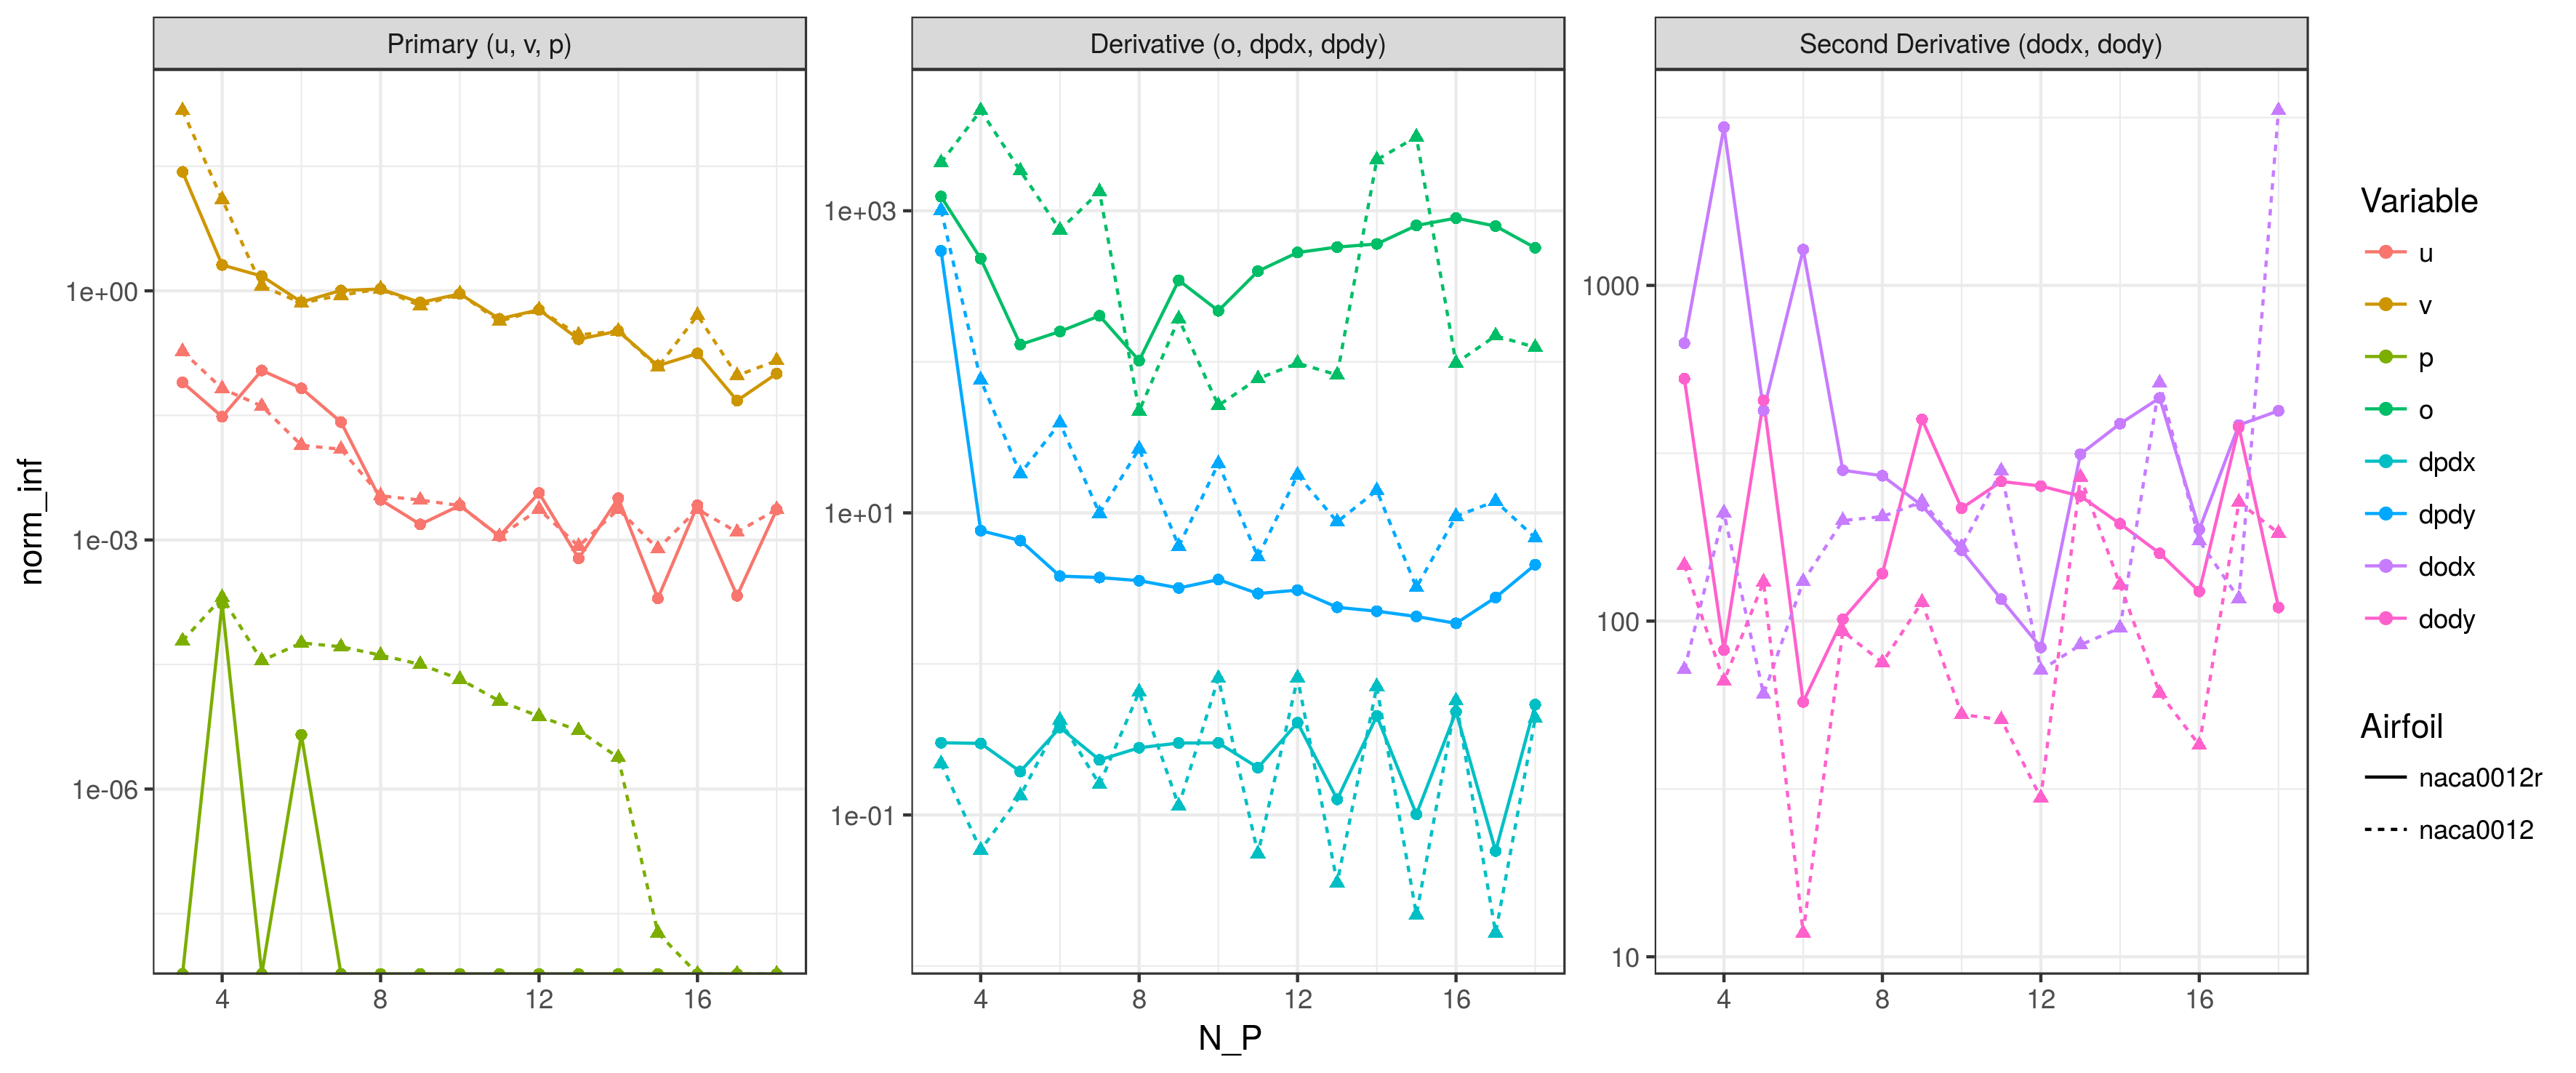 Primary (u, v, p)
Derivative (o, dpdx, dpdy)
Second Derivative (dodx, dody)
norm_inf
1e+00
1e-03
1e-06
4 8 12 16
1e+03
1e+01
1e-01
4 8 12 16
1000
100
10
4 8 12 16
N_P
Variable
u
v
p
o
dpdx
dpdy
dodx
dody
Airfoil
naca0012r
naca0012